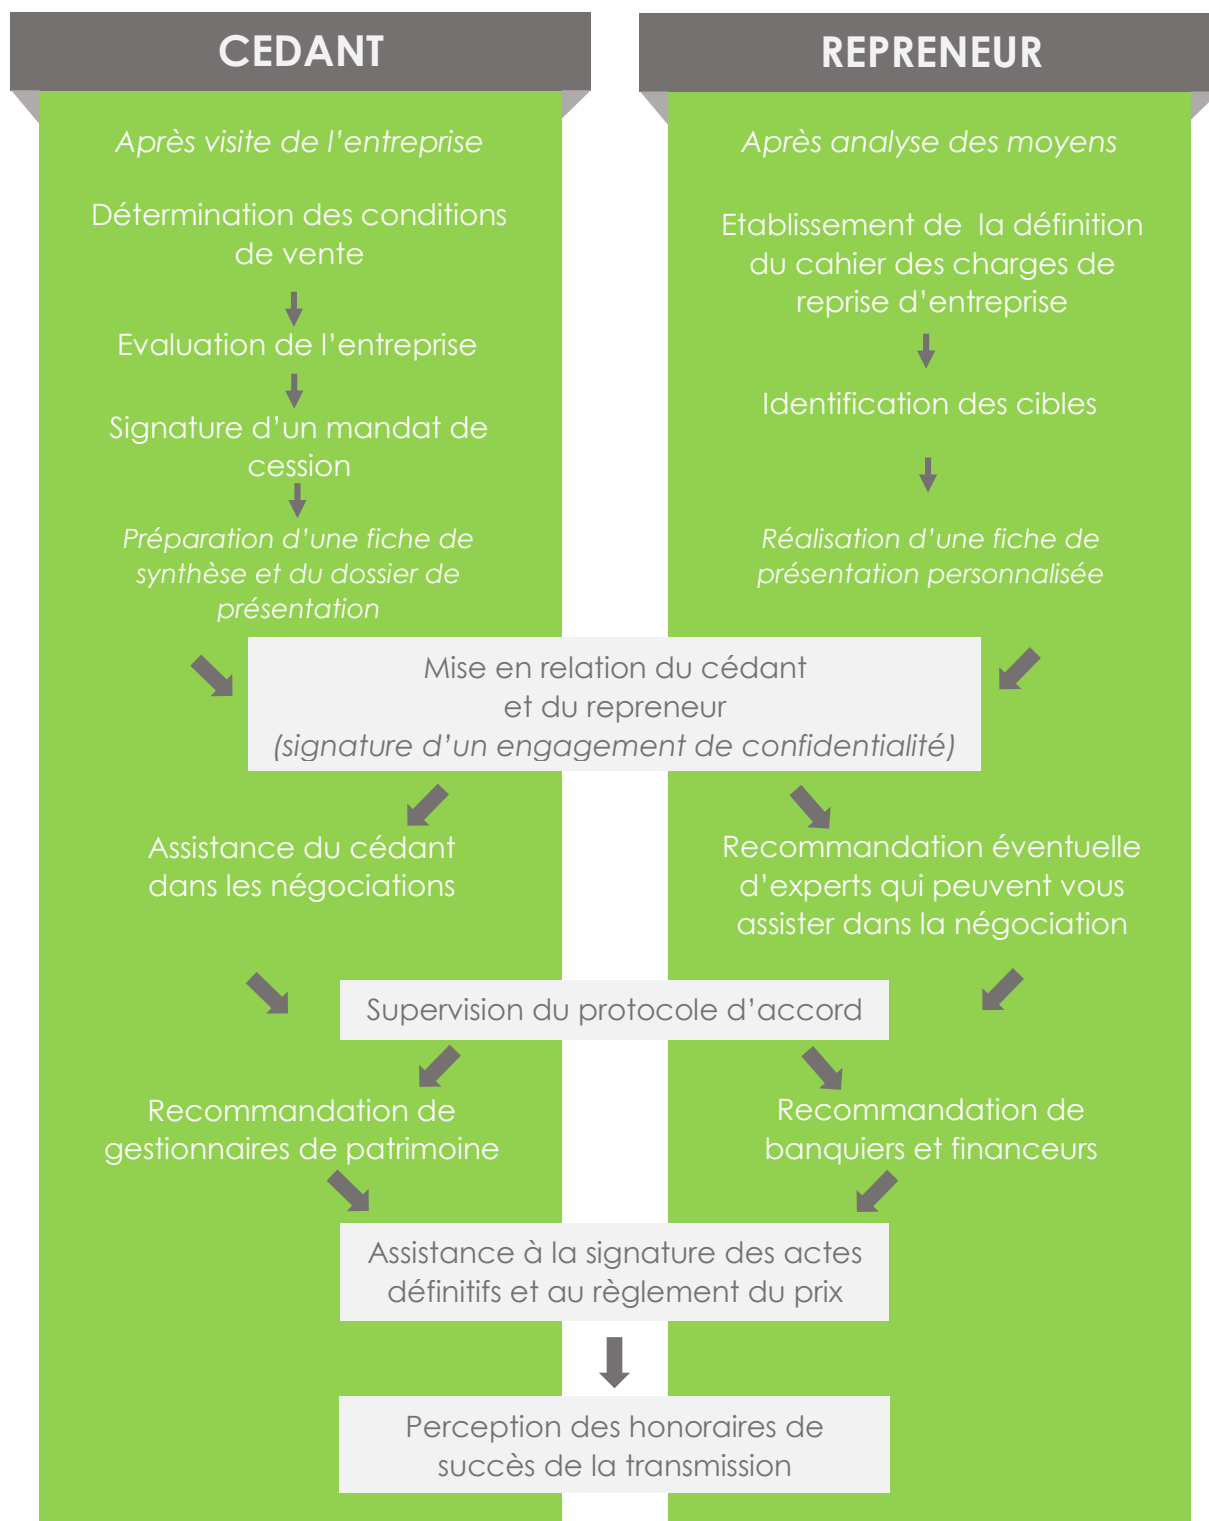 CEDANT
Après visite de l’entreprise
Détermination des conditions
de vente
Evaluation de l’entreprise
Signature d’un mandat de
cession
Préparation d’une fiche de
synthèse et du dossier de
présentation
REPRENEUR
Après analyse des moyens
Etablissement de  la définition
du cahier des charges de
reprise d’entreprise
Identification des cibles
Réalisation d’une fiche de
présentation personnalisée
Mise en relation du cédant
et du repreneur
(signature d’un engagement de confidentialité)
Assistance du cédant
dans les négociations
Recommandation éventuelle
d’experts qui peuvent vous
assister dans la négociation
Supervision du protocole d’accord
Recommandation de
gestionnaires de patrimoine
Recommandation de
banquiers et financeurs
Assistance à la signature des actes
définitifs et au règlement du prix
Perception des honoraires de
succès de la transmission